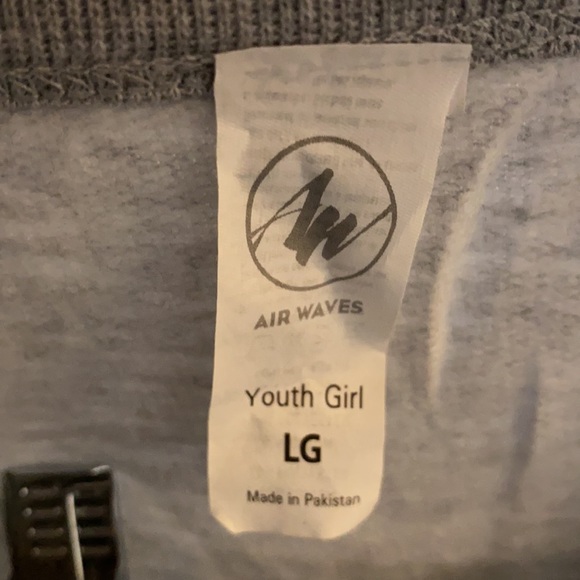 AW
AIR WAVES
Youth Girl
LG
Made in Pakistan